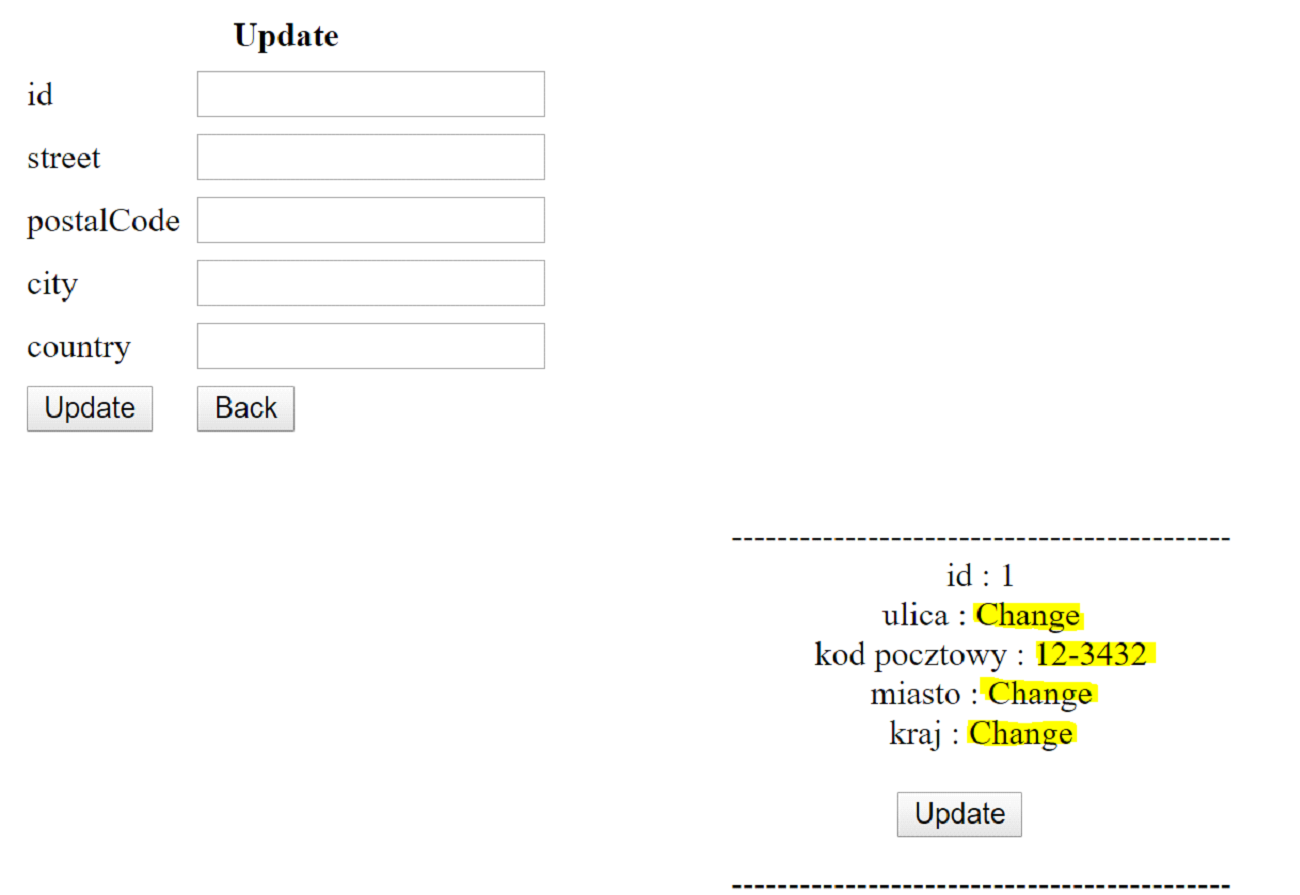 Update
id
street
postalCode
city
country
Update Back
-------------------------------------------
id : 1
ulica : Change
kod pocztowy : 12-3432
miasto : Change
kraj : Change
Update
-------------------------------------------